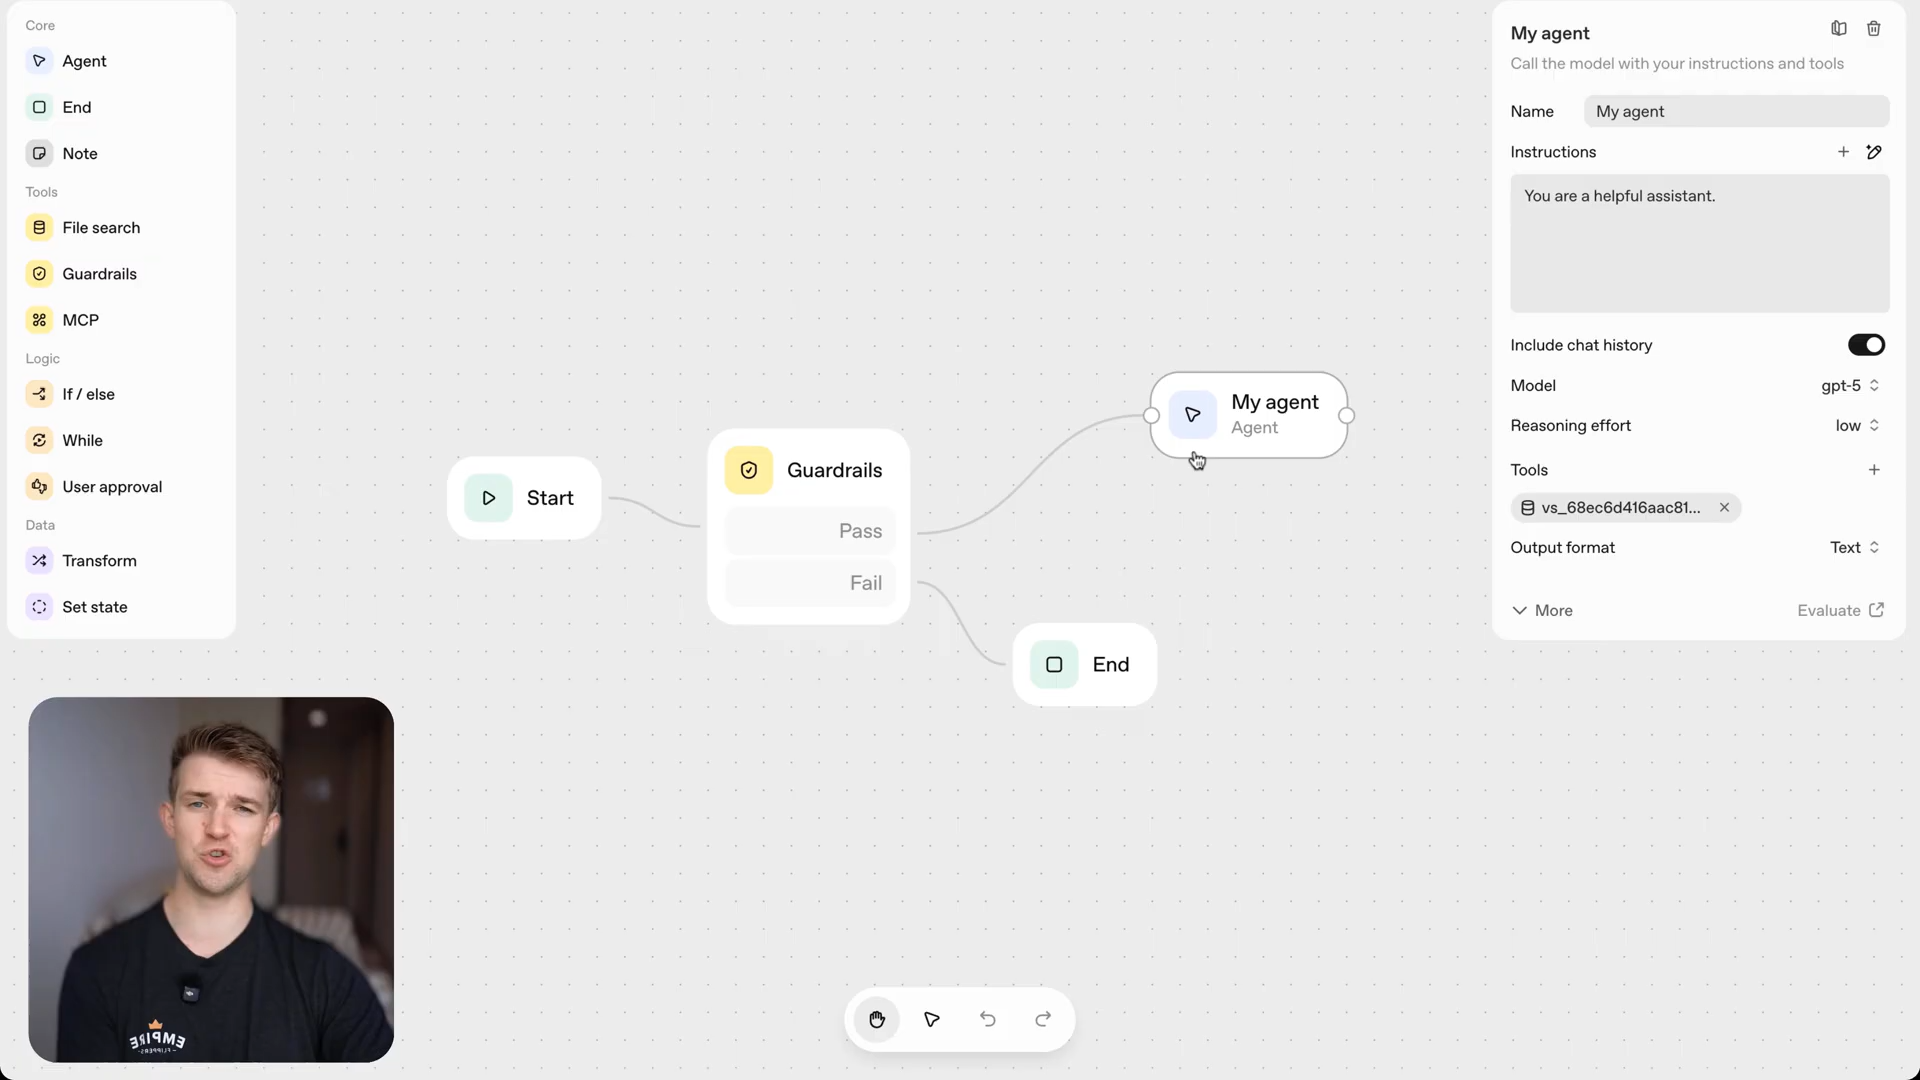 Core
Agent
End
Note
Tools
File search
Guardrails
MCP
Logic
If / else
While
User approval
Data
Transform
Set state
Start
Guardrails
Pass
Fail
My agent
Agent
End
My agent
Call the model with your instructions and tools
Name My agent
Instructions
You are a helpful assistant.
Include chat history
Model gpt-5
Reasoning effort low
Tools
vs_68ec6d416aac81...
Output format Text
More Evaluate
EMPIRE
FLIPPERS